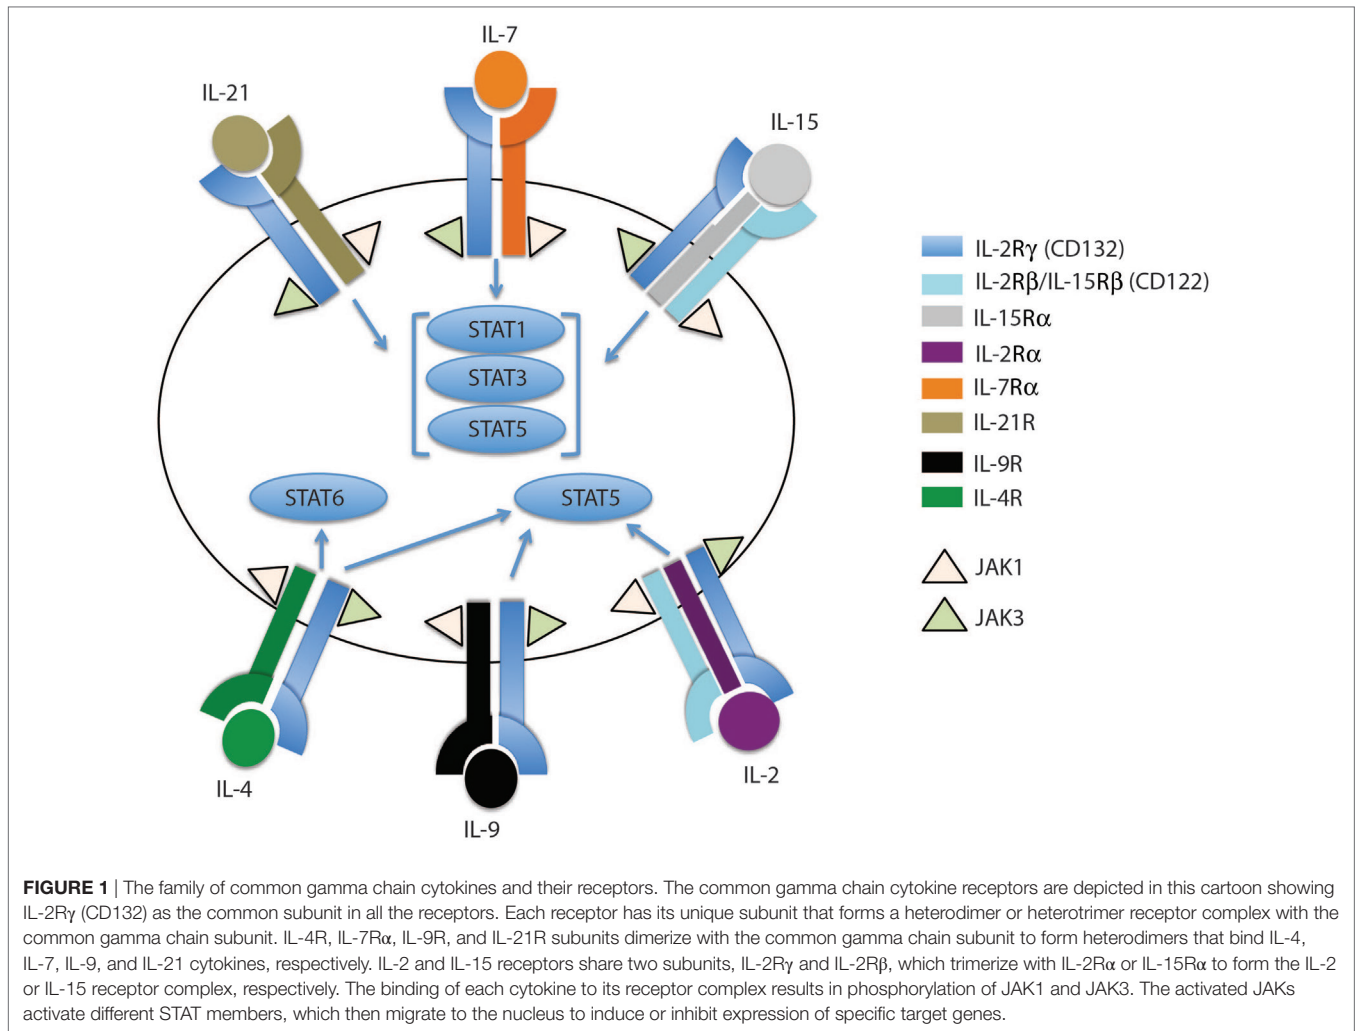 IL-7
IL-21
IL-15
IL-2Rγ (CD132)
IL-2Rβ/IL-15Rβ (CD122)
IL-15Rα
IL-2Rα
IL-7Rα
IL-21R
IL-9R
IL-4R
JAK1
JAK3
STAT1
STAT3
STAT5
STAT6
STAT5
IL-4
IL-9
IL-2
FIGURE 1 | The family of common gamma chain cytokines and their receptors. The common gamma chain cytokine receptors are depicted in this cartoon showing
IL-2Rγ (CD132) as the common subunit in all the receptors. Each receptor has its unique subunit that forms a heterodimer or heterotrimer receptor complex with the
common gamma chain subunit. IL-4R, IL-7Rα, IL-9R, and IL-21R subunits dimerize with the common gamma chain subunit to form heterodimers that bind IL-4,
IL-7, IL-9, and IL-21 cytokines, respectively. IL-2 and IL-15 receptors share two subunits, IL-2Rγ and IL-2Rβ, which trimerize with IL-2Rα or IL-15Rα to form the IL-2
or IL-15 receptor complex, respectively. The binding of each cytokine to its receptor complex results in phosphorylation of JAK1 and JAK3. The activated JAKs
activate different STAT members, which then migrate to the nucleus to induce or inhibit expression of specific target genes.